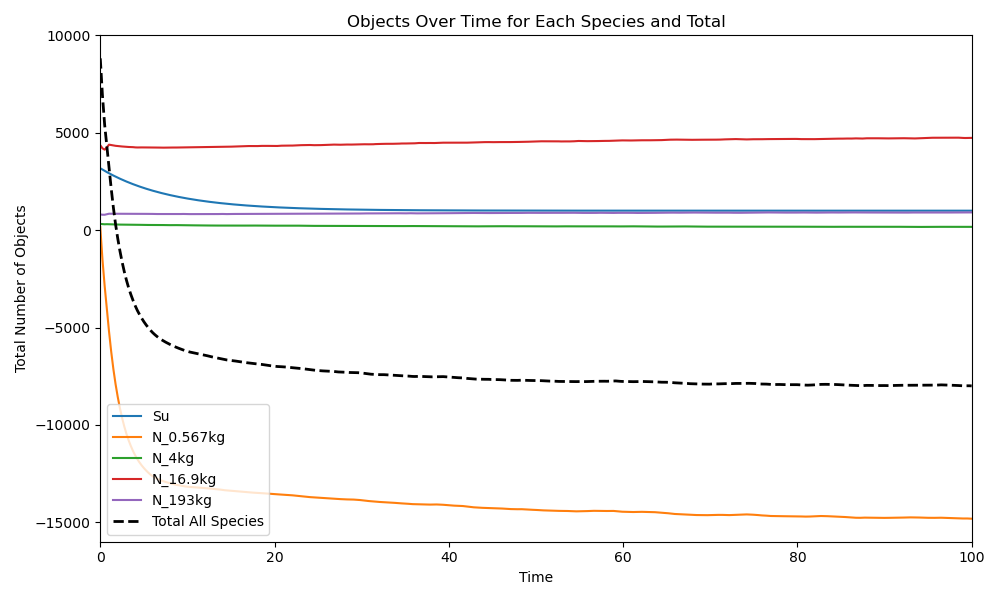 Objects Over Time for Each Species and Total
Total Number of Objects
10000
5000
0
−5000
−10000
−15000
Su
N_0.567kg
N_4kg
N_16.9kg
N_193kg
Total All Species
0 20 40 60 80 100
Time